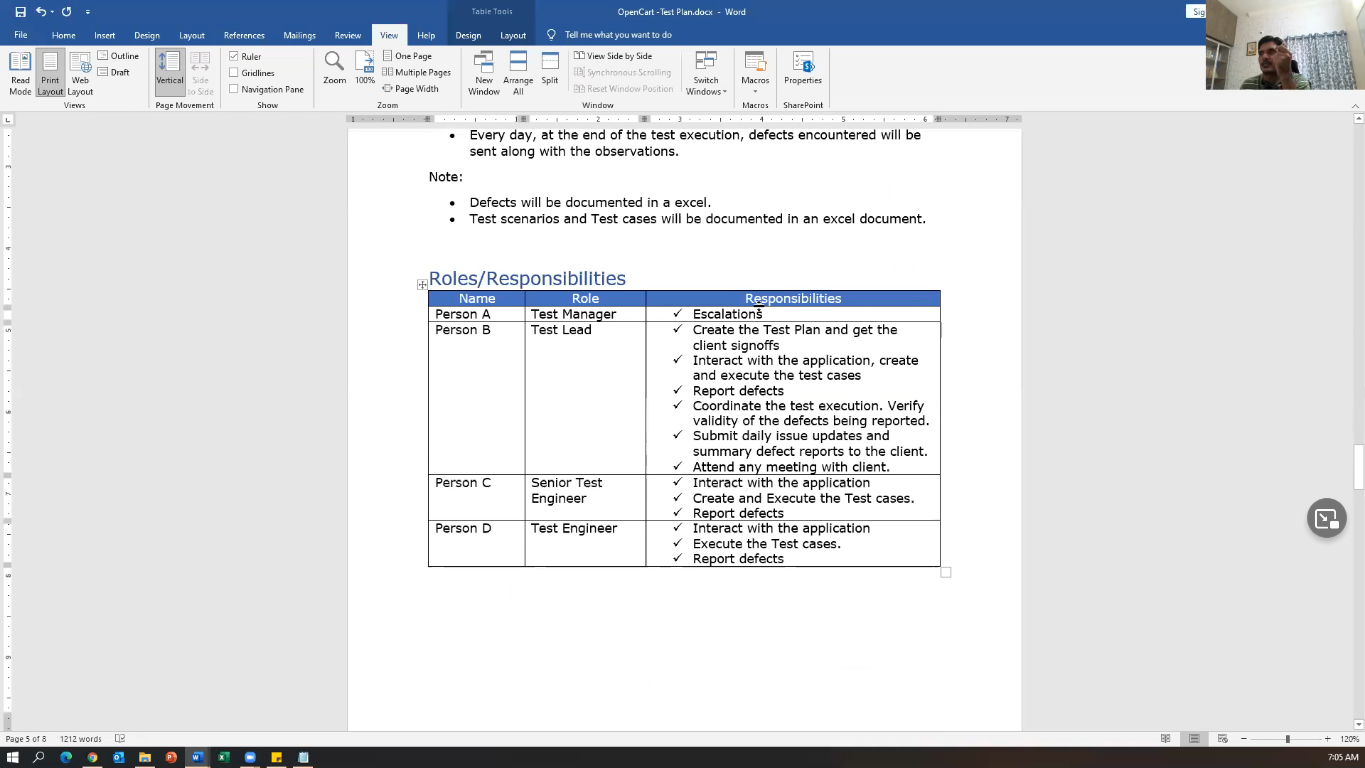 OpenCart -Test Plan.docx - Word
Table Tools
Sig
File
Home
Insert
Design
Layout
References
Mailings
Review
View
Help
Design
Layout
Tell me what you want to do
Read Mode
Print Layout
Web Layout
Outline
Draft
Views
Vertical
Side to Side
Page Movement
Ruler
Gridlines
Navigation Pane
Show
Zoom
100%
One Page
Multiple Pages
Page Width
Zoom
New Window
Arrange All
Split
View Side by Side
Synchronous Scrolling
Reset Window Position
Window
Switch Windows
Macros
Macros
Properties
SharePoint
1 1 2 3 4 5 6 7
• Every day, at the end of the test execution, defects encountered will be
sent along with the observations.
Note:
• Defects will be documented in a excel.
• Test scenarios and Test cases will be documented in an excel document.
Roles/Responsibilities
Name Role Responsibilities
Person A Test Manager ✓ Escalations
Person B Test Lead ✓ Create the Test Plan and get the
client signoffs
✓ Interact with the application, create
and execute the test cases
✓ Report defects
✓ Coordinate the test execution. Verify
validity of the defects being reported.
✓ Submit daily issue updates and
summary defect reports to the client.
✓ Attend any meeting with client.
Person C Senior Test ✓ Interact with the application
Engineer ✓ Create and Execute the Test cases.
✓ Report defects
Person D Test Engineer ✓ Interact with the application
✓ Execute the Test cases.
✓ Report defects
Page 5 of 8 1212 words
120%
7:05 AM